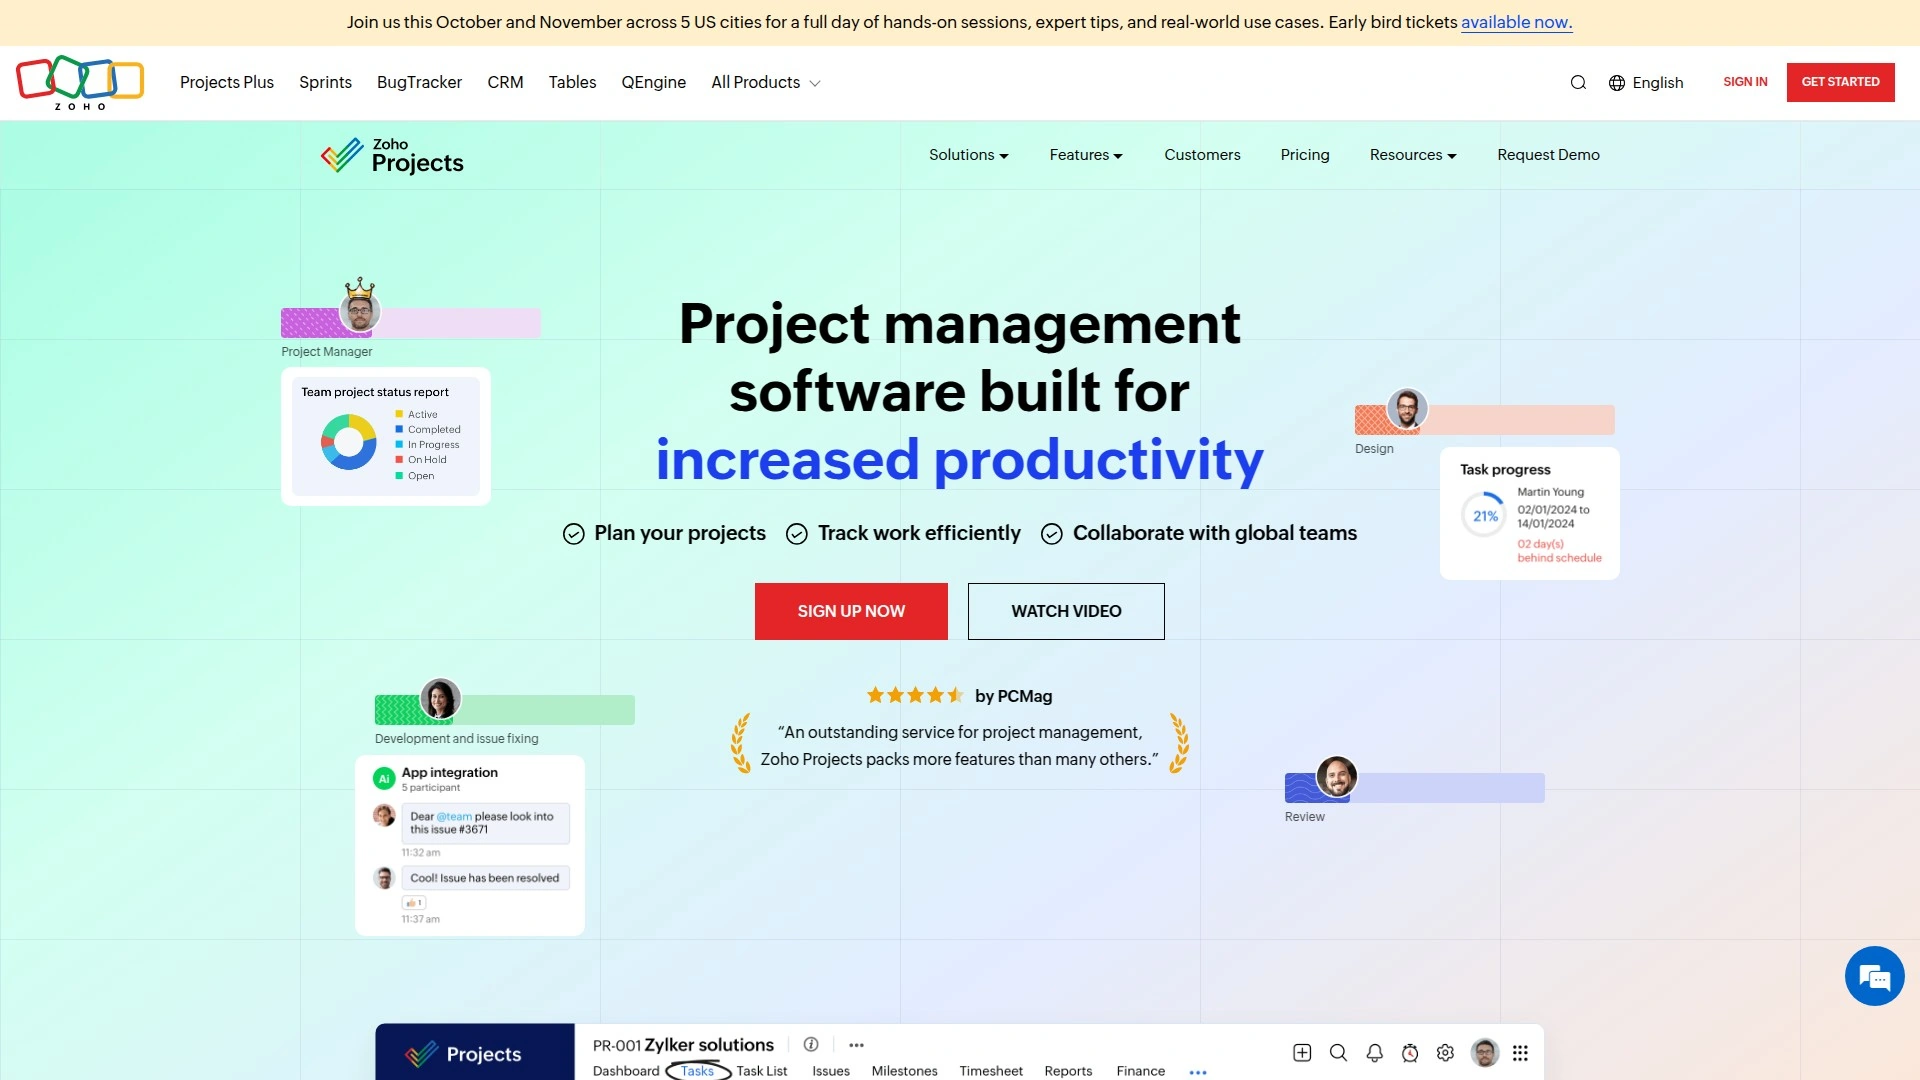 Join us this October and November across 5 US cities for a full day of hands-on sessions, expert tips, and real-world use cases. Early bird tickets available now.
ZOHO
Projects Plus Sprints BugTracker CRM Tables QEngine All Products
English SIGN IN GET STARTED
Zoho
Projects
Solutions Features Customers Pricing Resources Request Demo
Project management
software built for
increased productivity
Plan your projects Track work efficiently Collaborate with global teams
SIGN UP NOW WATCH VIDEO
by PCMag
“An outstanding service for project management,
Zoho Projects packs more features than many others.”
Project Manager
Team project status report
Active
Completed
In Progress
On Hold
Open
Design
Task progress
21%
Martin Young
02/01/2024 to
14/01/2024
02 day(s)
behind schedule
Development and issue fixing
Ai
App integration
5 participant
Dear @team please look into
this issue #3671
11:32 am
Cool! Issue has been resolved
1
11:37 am
Review
Projects
PR-001 Zylker solutions
Dashboard Tasks Task List Issues Milestones Timesheet Reports Finance